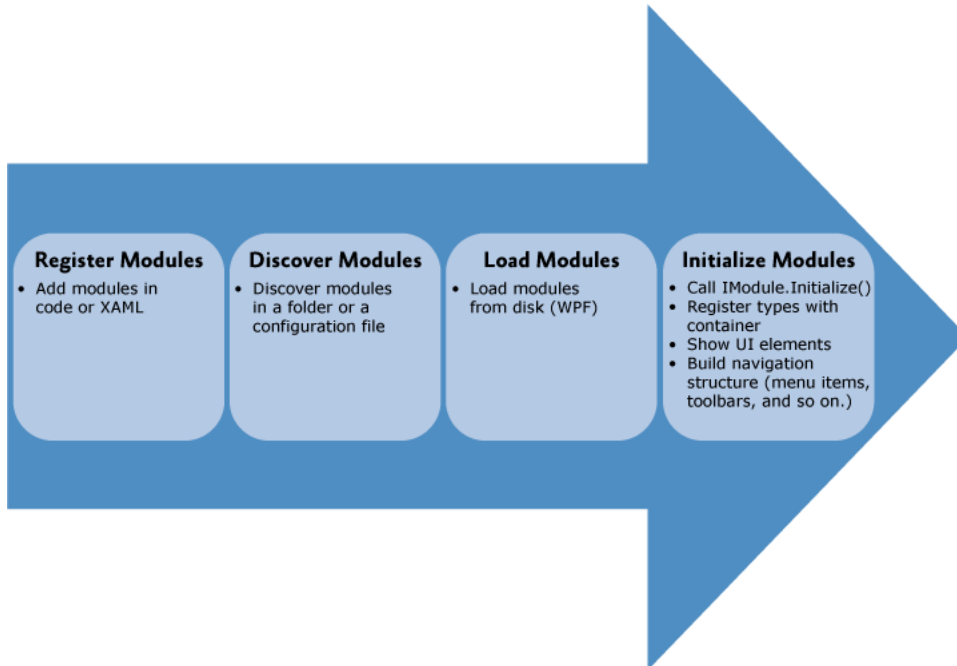 Register Modules
• Add modules in
code or XAML
Discover Modules
• Discover modules
in a folder or a
configuration file
Load Modules
• Load modules
from disk (WPF)
Initialize Modules
• Call IModule.Initialize()
• Register types with
container
• Show UI elements
• Build navigation
structure (menu items,
toolbars, and so on.)